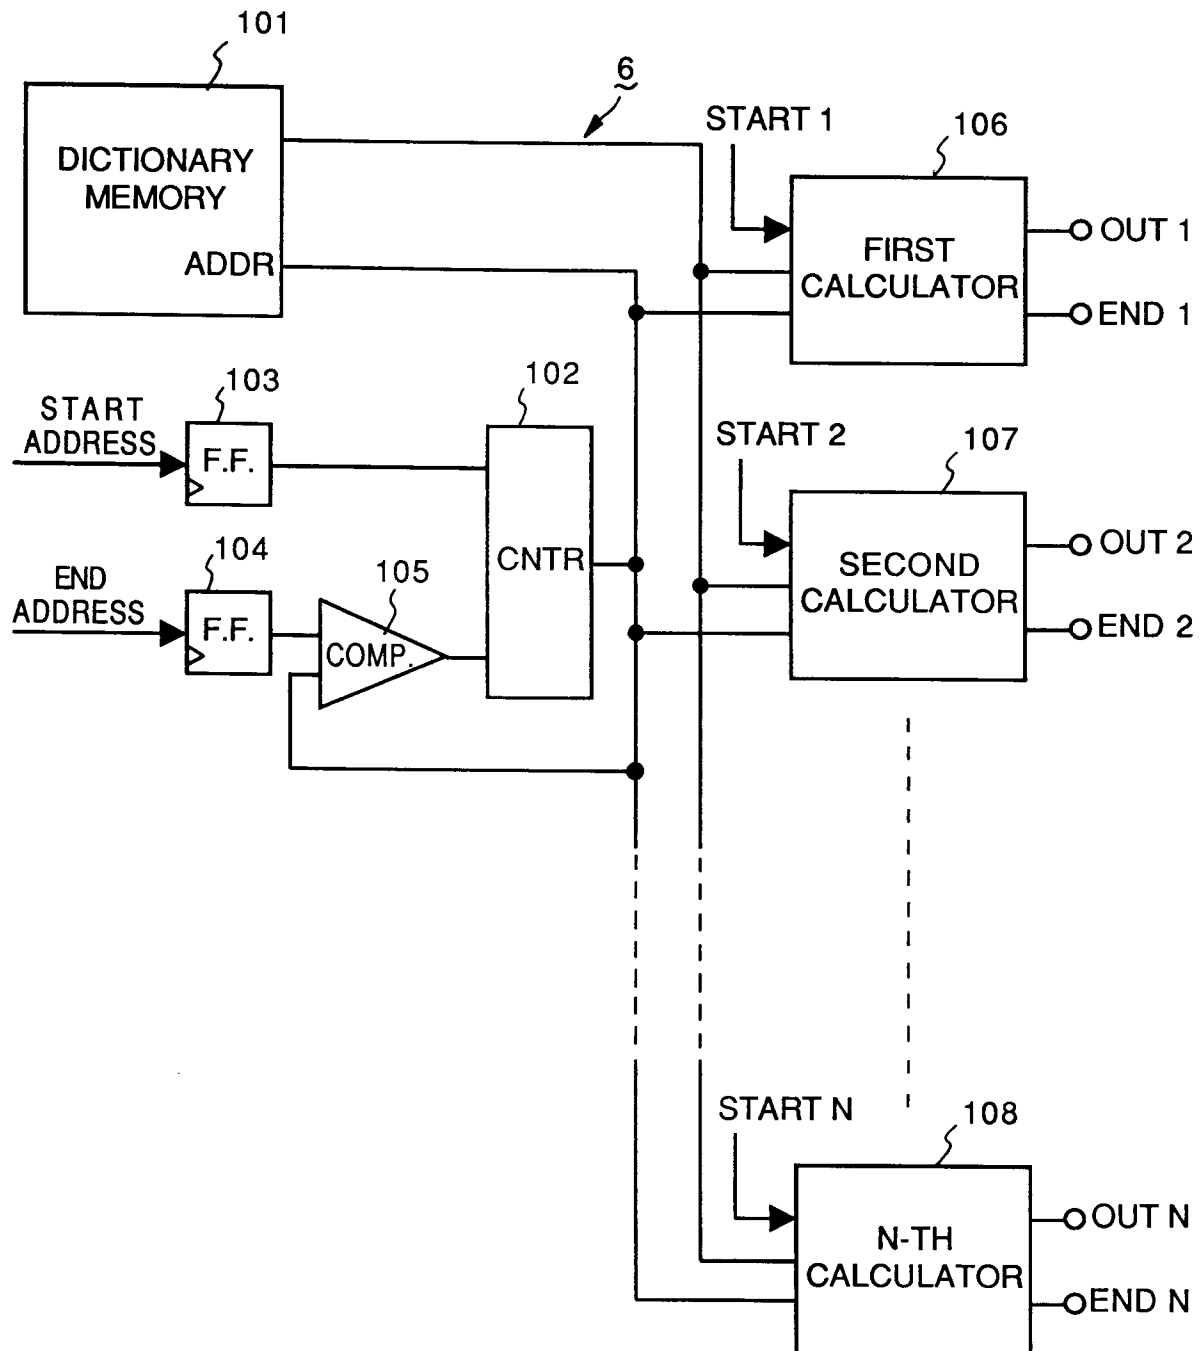 101
DICTIONARY
MEMORY
ADDR
6
START 1
106
FIRST
CALCULATOR
OUT 1
END 1
START
ADDRESS
103
F.F.
102
CNTR
END
ADDRESS
104
F.F.
105
COMP.
START 2
107
SECOND
CALCULATOR
OUT 2
END 2
START N
108
N-TH
CALCULATOR
OUT N
END N